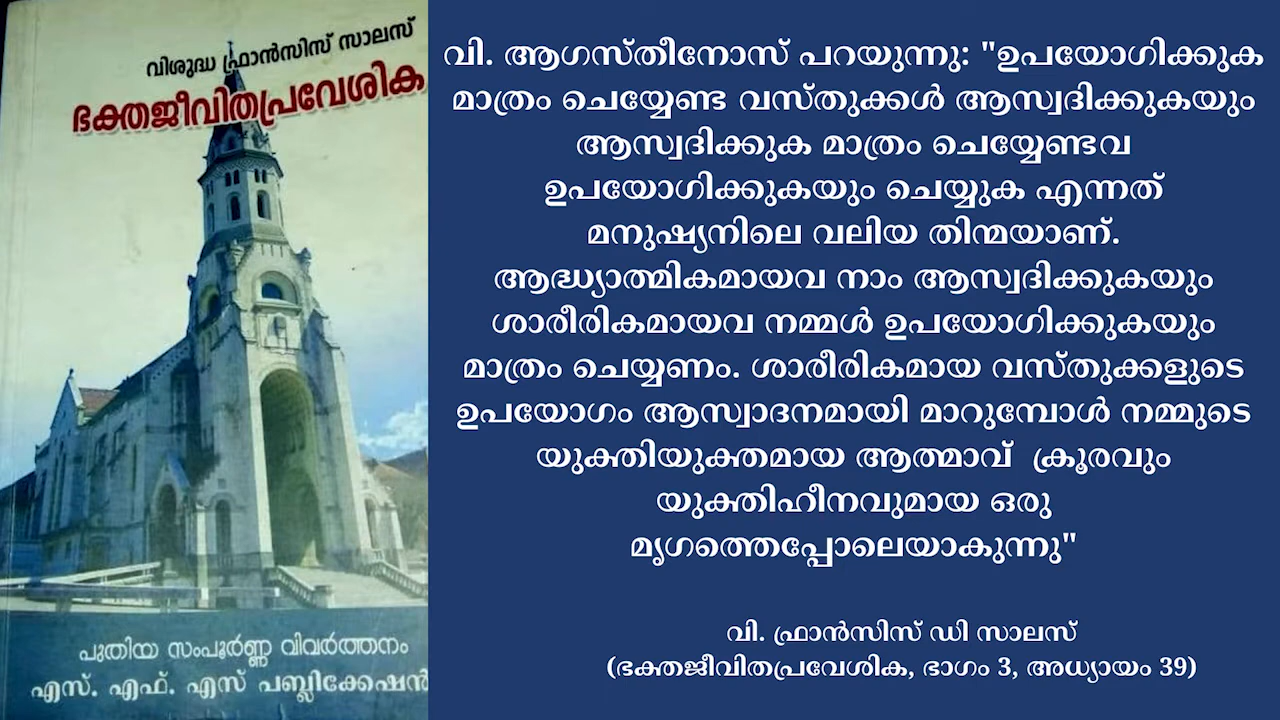 വിശുദ്ധ ഫ്രാൻസിസ് സാലസ്
ഭക്തജീവിതപ്രവേശിക
പുതിയ സംപൂർണ്ണ വിവർത്തനം
എസ്. എഫ്. എസ് പബ്ലിക്കേഷൻ
വി. ആഗസ്തീനോസ് പറയുന്നു: "ഉപയോഗിക്കുക
മാത്രം ചെയ്യേണ്ട വസ്തുക്കൾ ആസ്വദിക്കുകയും
ആസ്വദിക്കുക മാത്രം ചെയ്യേണ്ടവ
ഉപയോഗിക്കുകയും ചെയ്യുക എന്നത്
മനുഷ്യനിലെ വലിയ തിന്മയാണ്.
ആദ്ധ്യാത്മികമായവ നാം ആസ്വദിക്കുകയും
ശാരീരികമായവ നമ്മൾ ഉപയോഗിക്കുകയും
മാത്രം ചെയ്യണം. ശാരീരികമായ വസ്തുക്കളുടെ
ഉപയോഗം ആസ്വാദനമായി മാറുമ്പോൾ നമ്മുടെ
യുക്തിയുക്തമായ ആത്മാവ് ക്രൂരവും
യുക്തിഹീനവുമായ ഒരു
മൃഗത്തെപ്പോലെയാകുന്നു"
വി. ഫ്രാൻസിസ് ഡി സാലസ്
(ഭക്തജീവിതപ്രവേശിക, ഭാഗം 3, അധ്യായം 39)